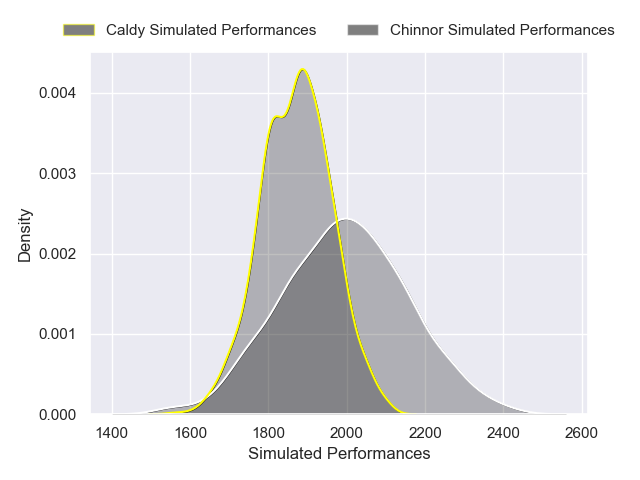 Caldy Simulated Performances Chinnor Simulated Performances
0.004
0.003
0.002
0.001
0.000
Density
1400 1600 1800 2000 2200 2400 2600
Simulated Performances